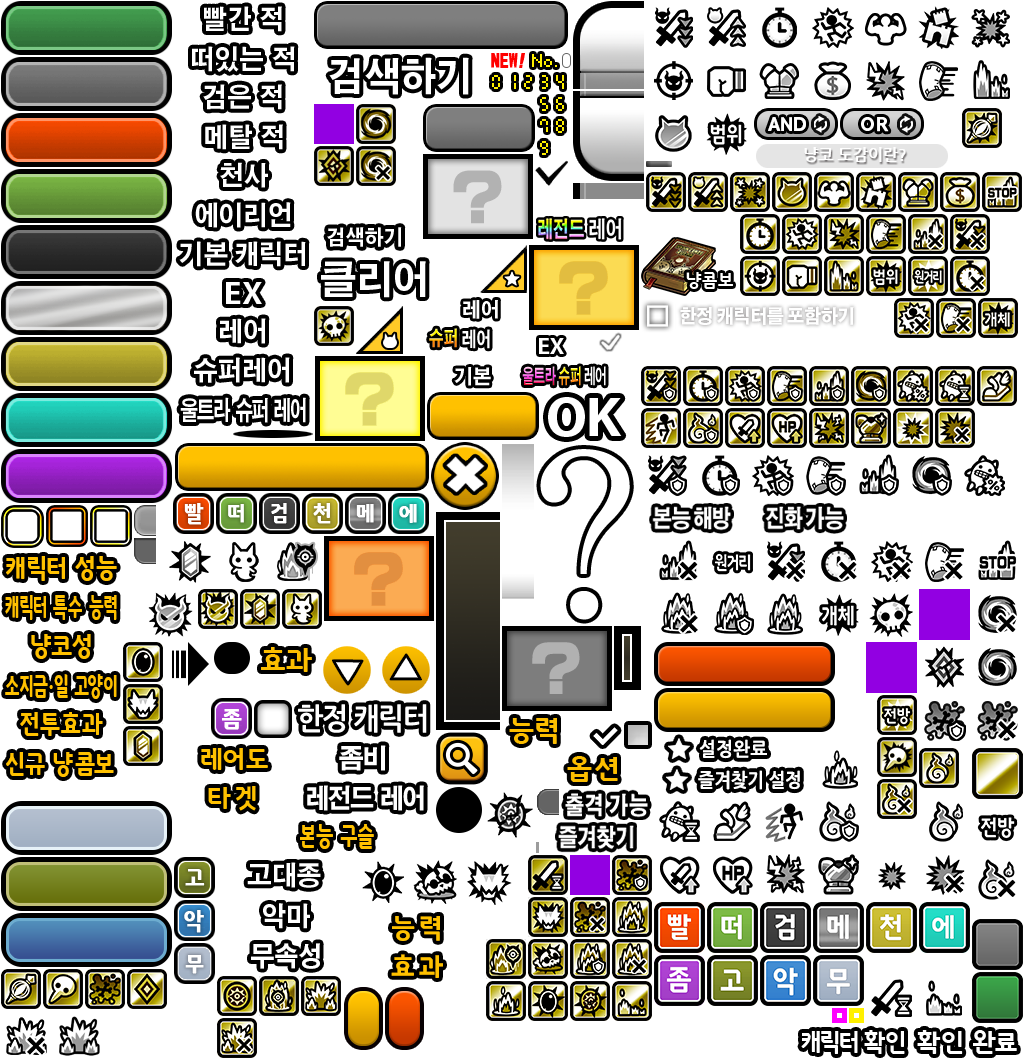 빨간 적
떠있는 적
검은 적
메탈 적
천사
에이리언
기본 캐릭터
EX
레어
슈퍼레어
울트라 슈퍼 레어
검색하기
NEW!
No.
0 1 2 3 4
5 6
9 8
9
?
검색하기
클리어
레전드 레어
?
레어
슈퍼 레어
EX
기본
울트라 슈퍼 레어
?
OK
빨 떠 검 천 메 에
?
?
?
캐릭터 성능
캐릭터 특수 능력
냥코성
소지금·일 고양이
전투효과
신규 냥콤보
효과
좀
한정 캐릭터
레어도
좀비
타겟
레전드 레어
본능 구슬
능력
옵션
출격 가능
즐겨찾기
고
고대종
악
악마
무
무속성
능력
효과
$
범위
AND
OR
냥코 도감이란?
$
STOP
냥콤보
범위
원거리
한정 캐릭터를 포함하기
개체
HP
본능해방
진화가능
원거리
STOP
개체
전방
설정완료
즐겨찾기 설정
전방
HP
빨 떠 검 메 천 에
좀 고 악 무
캐릭터 확인
확인
완료